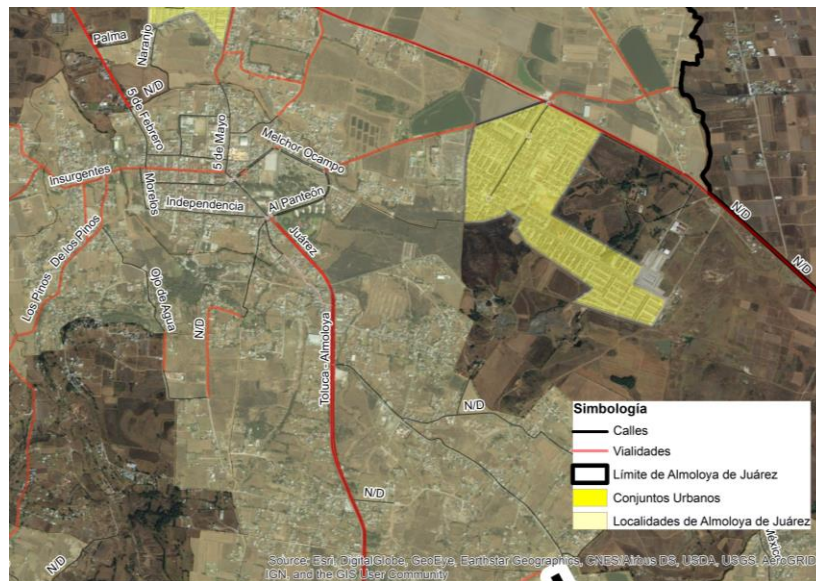 Palma
Naranjo
N/D
5 de Febrero
5 de Mayo
Melchor Ocampo
Insurgentes
Morelos
Independencia
Al Panteón
Juárez
N/D
N/D
Los Pinos - De los Pinos
Ojo de Agua
N/D
Toluca - Almoloya
N/D
N/D
N/D
Simbología
Calles
Vialidades
Límite de Almoloya de Juárez
Conjuntos Urbanos
Localidades de Almoloya de Juárez
México
Source: Esri, DigitalGlobe, GeoEye, Earthstar Geographics, CNES/Airbus DS, USDA, USGS, AeroGRID
IGN, and the GIS User Community